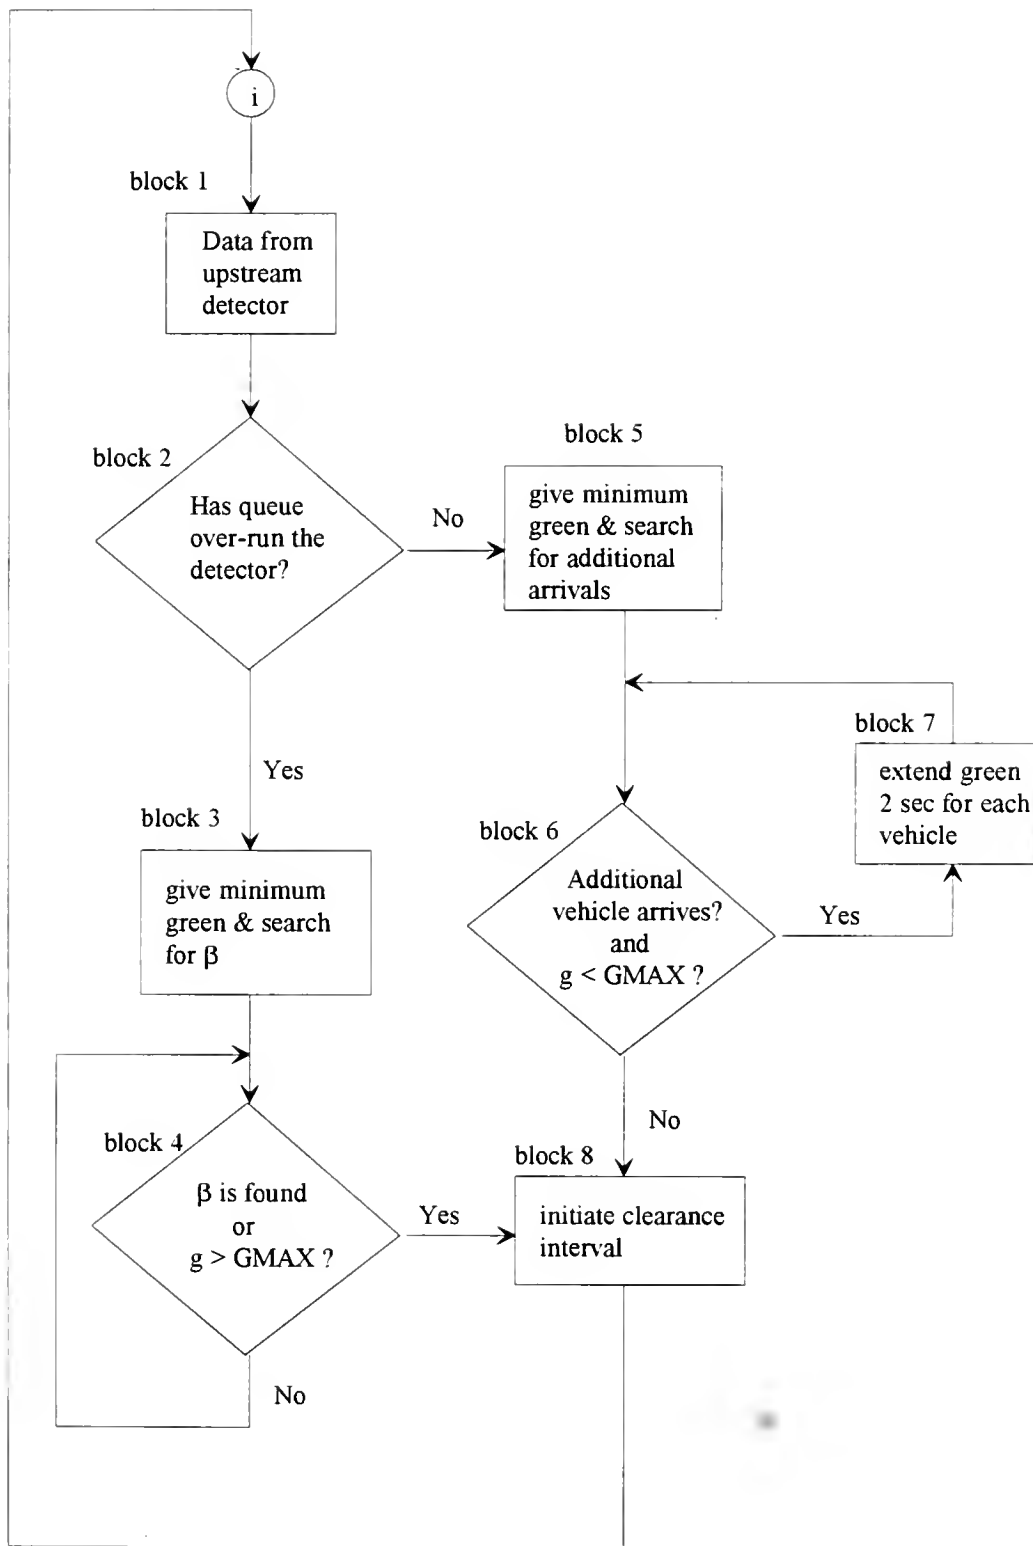 i
block 1
Data from
upstream
detector
block 2
Has queue
over-run the
detector?
No
block 5
give minimum
green & search
for additional
arrivals
Yes
block 3
give minimum
green & search
for β
block 7
extend green
2 sec for each
vehicle
block 6
Additional
vehicle arrives?
and
g < GMAX ?
Yes
No
block 4
β is found
or
g > GMAX ?
Yes
No
block 8
initiate clearance
interval